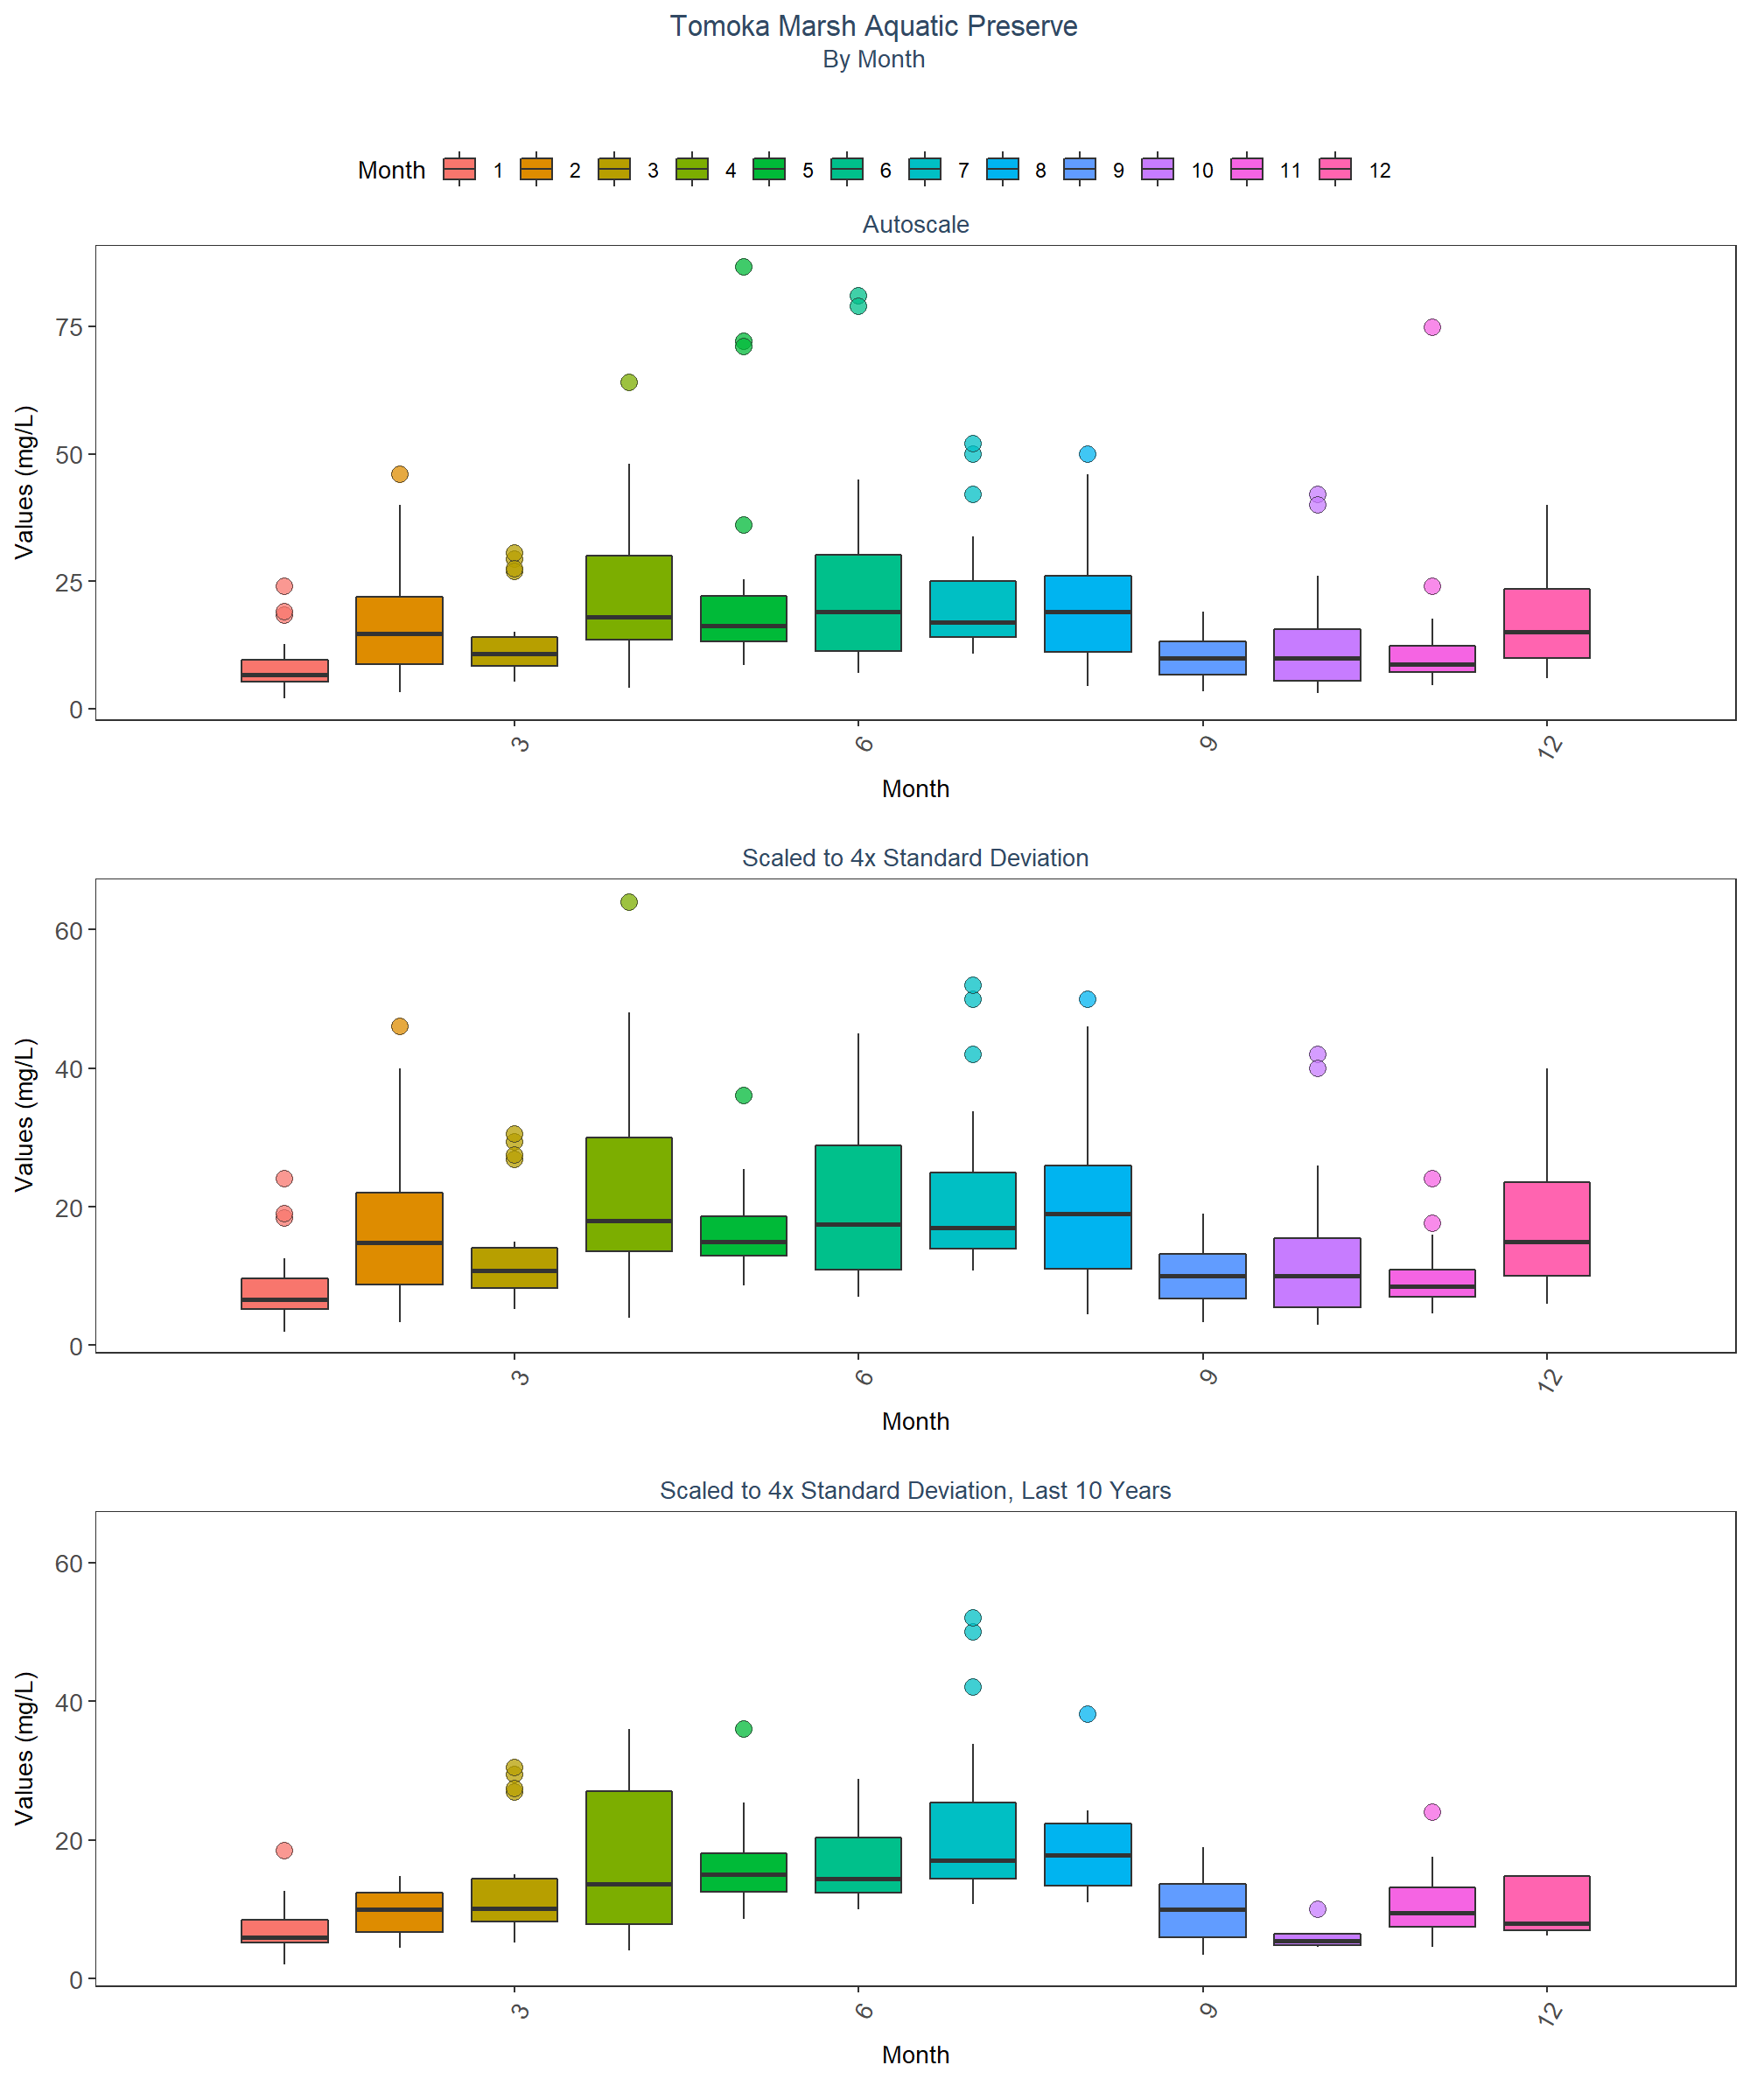 Tomoka Marsh Aquatic Preserve
By Month
Month 1 2 3 4 5 6 7 8 9 10 11 12
Autoscale
Values (mg/L)
75
50
25
0
3 6 9 12
Month
Scaled to 4x Standard Deviation
Values (mg/L)
60
40
20
0
3 6 9 12
Month
Scaled to 4x Standard Deviation, Last 10 Years
Values (mg/L)
60
40
20
0
3 6 9 12
Month